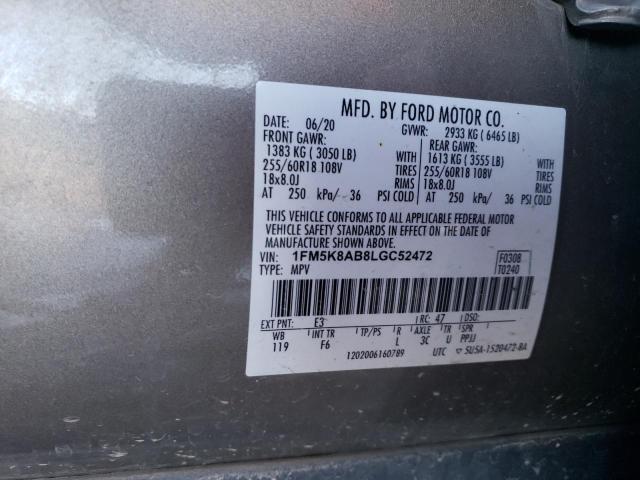 MFD. BY FORD MOTOR CO.
DATE: 06/20 GVWR: 2933 KG ( 6465 LB)
FRONT GAWR: REAR GAWR:
1383 KG ( 3050 LB) WITH 1613 KG ( 3555 LB) WITH
255/60R18 108V TIRES 255/60R18 108V TIRES
18x8.0J RIMS 18x8.0J RIMS
AT 250 kPa/ 36 PSI COLD AT 250 kPa/ 36 PSI COLD
THIS VEHICLE CONFORMS TO ALL APPLICABLE FEDERAL MOTOR
VEHICLE SAFETY STANDARDS IN EFFECT ON THE DATE OF
MANUFACTURE SHOWN ABOVE.
VIN: 1FM5K8AB8LGC52472 F0308
TYPE: MPV T0240
EXT PNT: E3 RC: 47 DSO:
WB INT TR TP/PS R AXLE TR SPR
119 F6 L 3C U PPJJ
1202006160789 UTC SU5A-1520472-BA